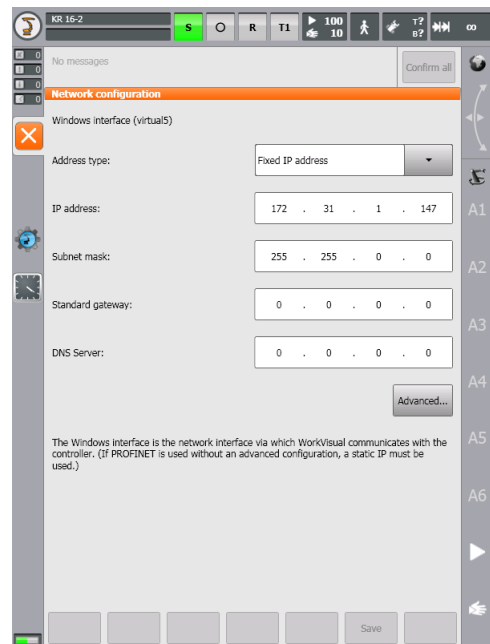 KR 16-2
S
O
R
T1
100
10
T?
B?
∞
0
0
0
0
No messages
Confirm all
Network configuration
Windows interface (virtual5)
Address type:
Fixed IP address
IP address:
172 . 31 . 1 . 147
Subnet mask:
255 . 255 . 0 . 0
Standard gateway:
0 . 0 . 0 . 0
DNS Server:
0 . 0 . 0 . 0
Advanced...
The Windows interface is the network interface via which WorkVisual communicates with the
controller. (If PROFINET is used without an advanced configuration, a static IP must be
used.)
Save
A1
A2
A3
A4
A5
A6